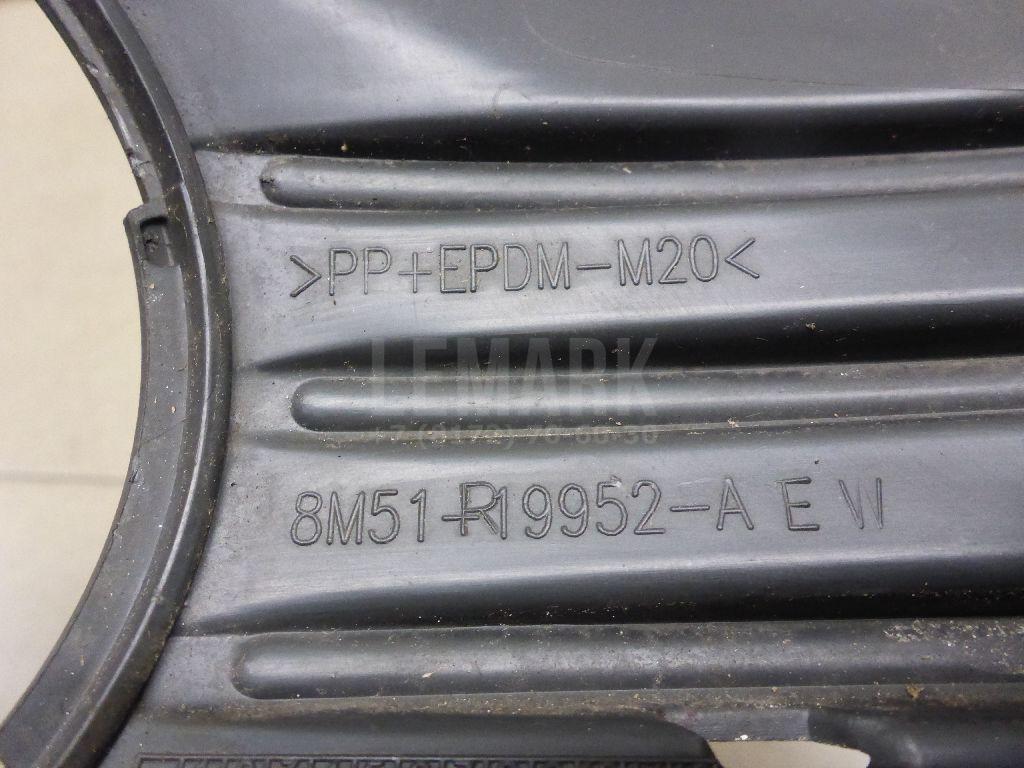 >PP+EPDM-M20<
LEMARK
8M51-R19952-A E W